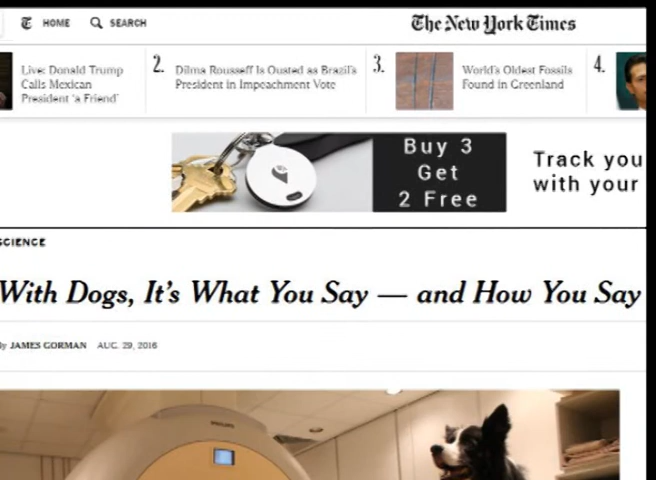 HOME SEARCH The New York Times
Live: Donald Trump
Calls Mexican
President 'a Friend'
2. Dilma Rousseff Is Ousted as Brazil's
President in Impeachment Vote
3. World's Oldest Fossils
Found in Greenland
4.
Buy 3
Get
2 Free
Track you
with your
SCIENCE
With Dogs, It's What You Say — and How You Say
By JAMES GORMAN AUG. 29, 2016
PHILIPS